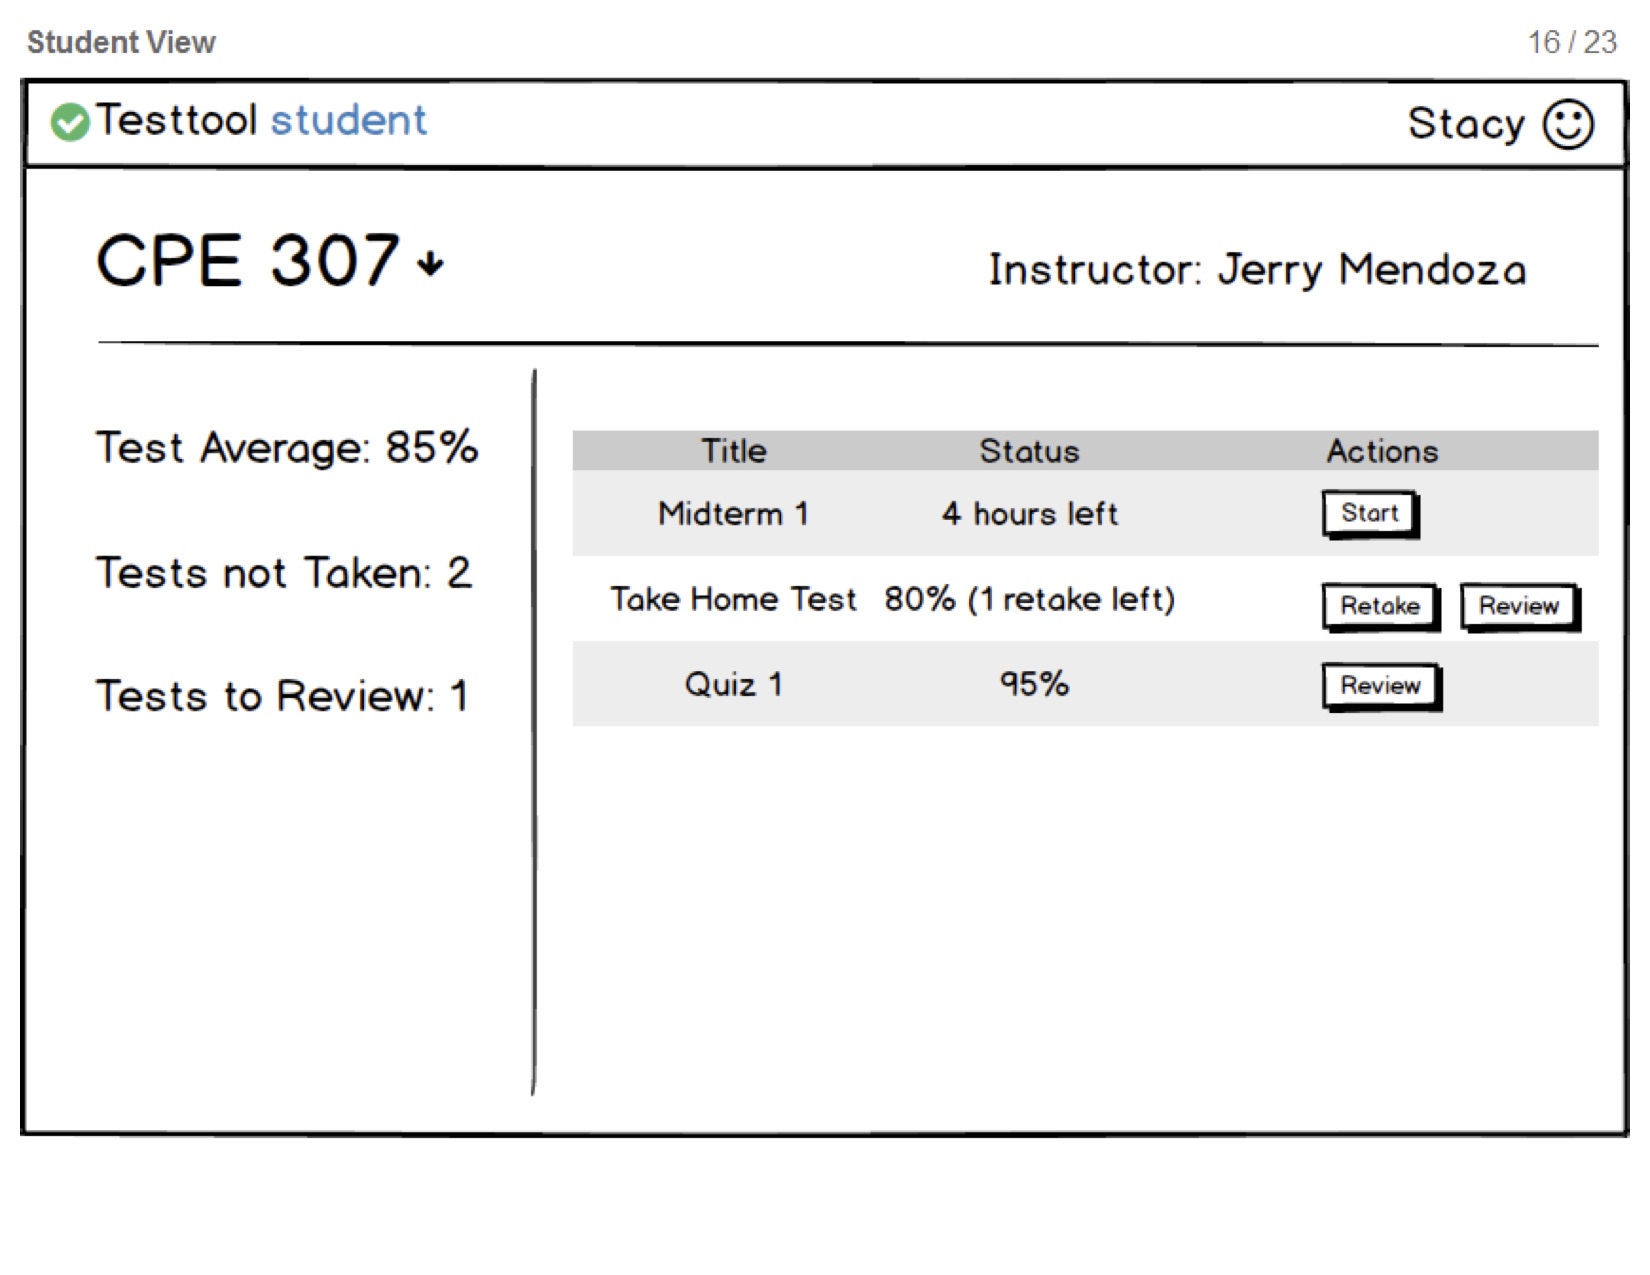 Student View 16 / 23
Testtool student Stacy
CPE 307 Instructor: Jerry Mendoza
Test Average: 85%
Tests not Taken: 2
Tests to Review: 1
Title Status Actions
Midterm 1 4 hours left Start
Take Home Test 80% (1 retake left) Retake Review
Quiz 1 95% Review